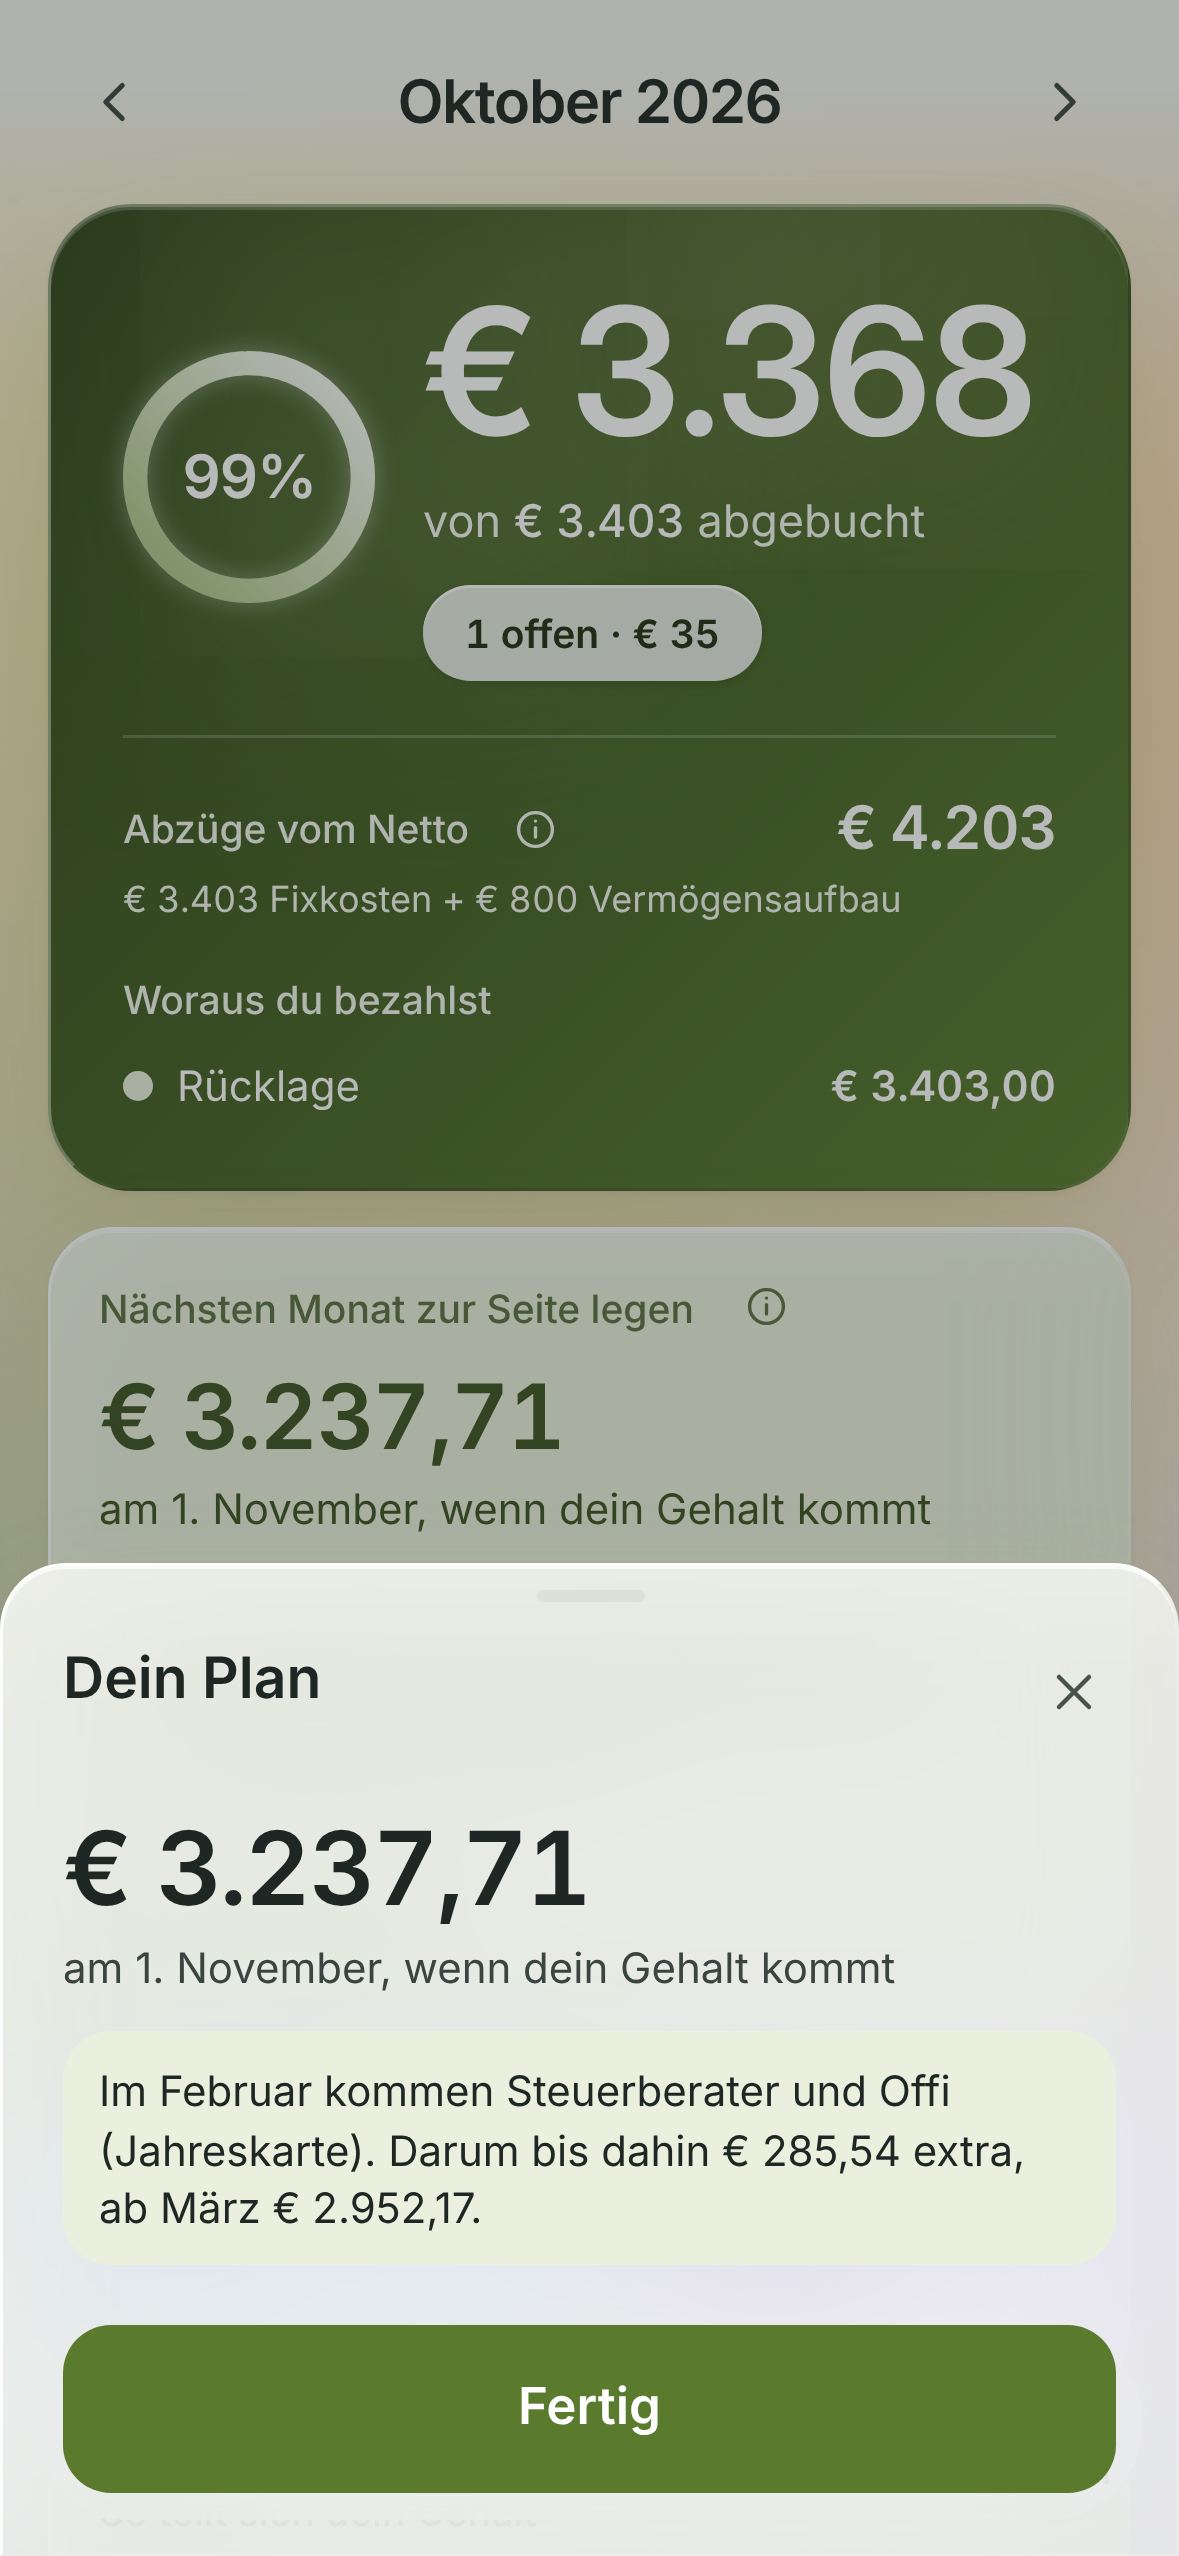 Oktober 2026
€ 3.368
99%
von € 3.403 abgebucht
1 offen · € 35
Abzüge vom Netto
€ 4.203
€ 3.403 Fixkosten + € 800 Vermögensaufbau
Woraus du bezahlst
Rücklage
€ 3.403,00
Nächsten Monat zur Seite legen
€ 3.237,71
am 1. November, wenn dein Gehalt kommt
Dein Plan
€ 3.237,71
am 1. November, wenn dein Gehalt kommt
Im Februar kommen Steuerberater und Offi
(Jahreskarte). Darum bis dahin € 285,54 extra,
ab März € 2.952,17.
Fertig